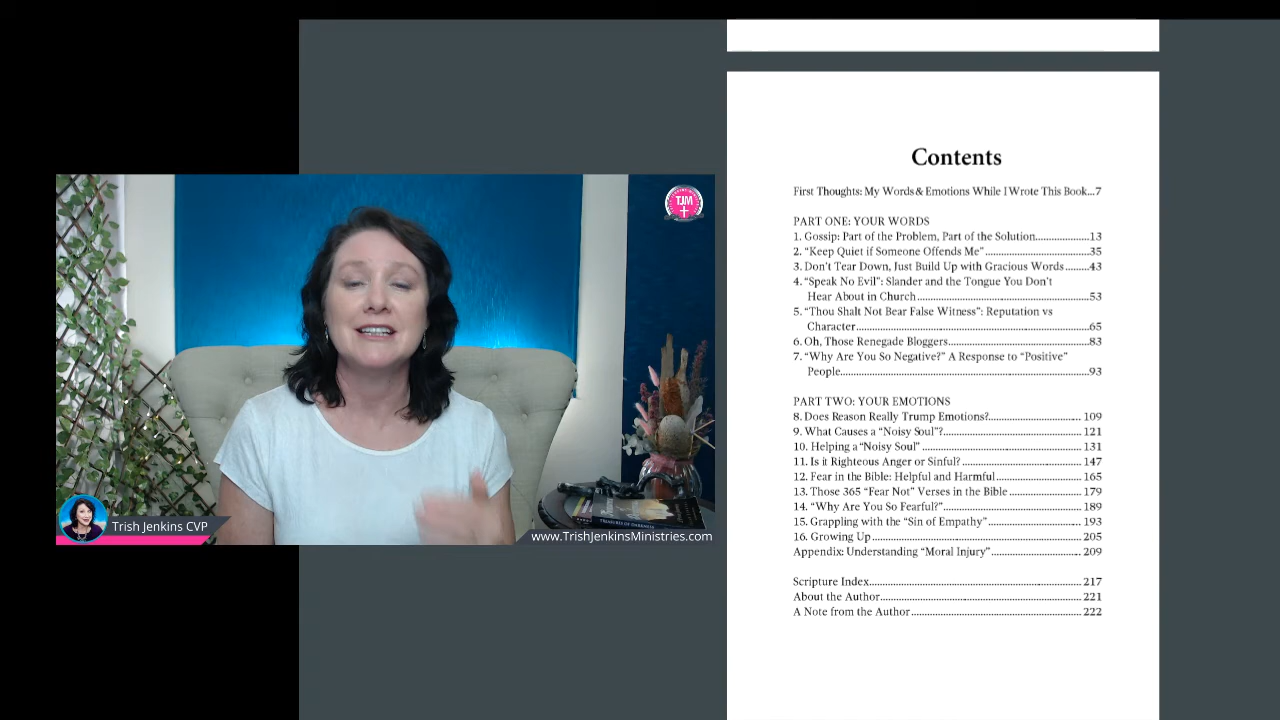 TJM
Trish Jenkins CVP
TREASURES OF DARKNESS
www.TrishJenkinsMinistries.com
Contents
First Thoughts: My Words & Emotions While I Wrote This Book...7
PART ONE: YOUR WORDS
1. Gossip: Part of the Problem, Part of the Solution....................13
2. “Keep Quiet if Someone Offends Me”......................................35
3. Don't Tear Down, Just Build Up with Gracious Words........43
4. “Speak No Evil”: Slander and the Tongue You Don't
Hear About in Church.............................................................53
5. “Thou Shalt Not Bear False Witness”: Reputation vs
Character.................................................................................65
6. Oh, Those Renegade Bloggers..................................................83
7. “Why Are You So Negative?” A Response to “Positive”
People.......................................................................................93
PART TWO: YOUR EMOTIONS
8. Does Reason Really Trump Emotions?................................. 109
9. What Causes a “Noisy Soul”?................................................. 121
10. Helping a “Noisy Soul” ........................................................ 131
11. Is it Righteous Anger or Sinful? ........................................... 147
12. Fear in the Bible: Helpful and Harmful............................... 165
13. Those 365 “Fear Not” Verses in the Bible ........................... 179
14. “Why Are You So Fearful?”.................................................. 189
15. Grappling with the “Sin of Empathy”.................................. 193
16. Growing Up.......................................................................... 205
Appendix: Understanding “Moral Injury”................................. 209
Scripture Index........................................................................... 217
About the Author........................................................................ 221
A Note from the Author............................................................. 222